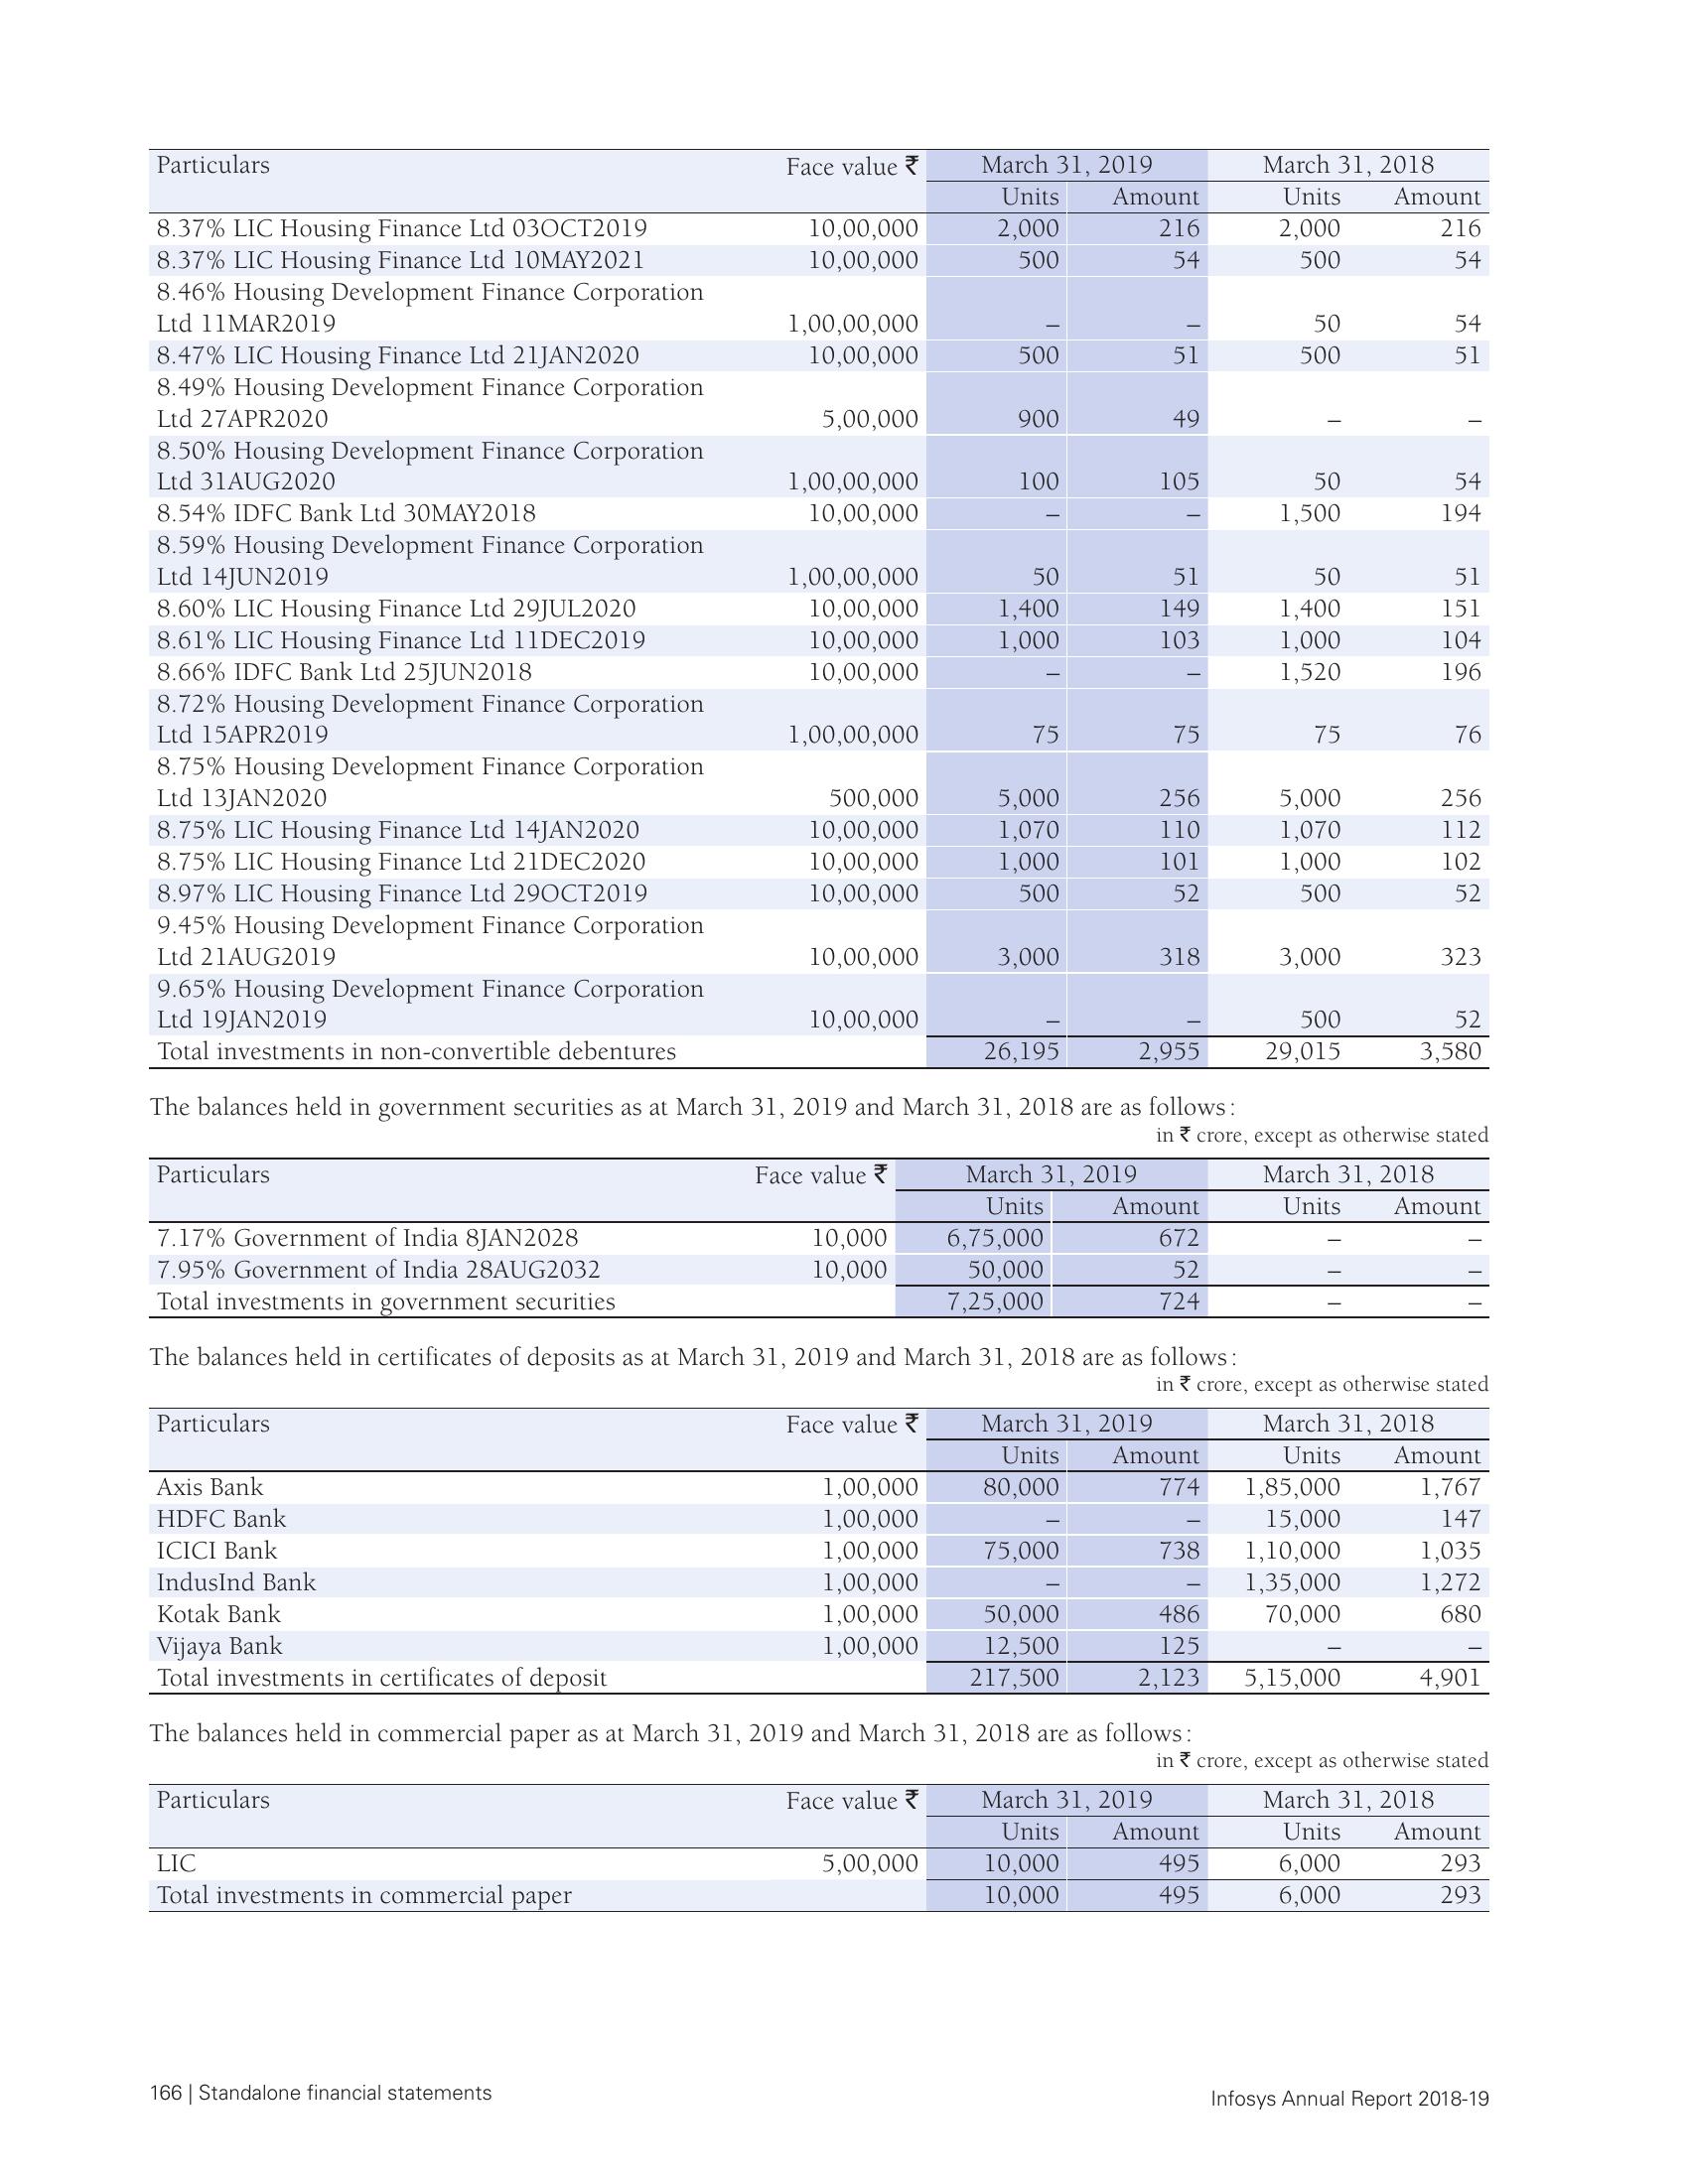 Particulars Face value ₹ March 31, 2019 March 31, 2018
Units Amount Units Amount
8.37% LIC Housing Finance Ltd 03OCT2019 10,00,000 2,000 216 2,000 216
8.37% LIC Housing Finance Ltd 10MAY2021 10,00,000 500 54 500 54
8.46% Housing Development Finance Corporation
Ltd 11MAR2019 1,00,00,000 – – 50 54
8.47% LIC Housing Finance Ltd 21JAN2020 10,00,000 500 51 500 51
8.49% Housing Development Finance Corporation
Ltd 27APR2020 5,00,000 900 49 – –
8.50% Housing Development Finance Corporation
Ltd 31AUG2020 1,00,00,000 100 105 50 54
8.54% IDFC Bank Ltd 30MAY2018 10,00,000 – – 1,500 194
8.59% Housing Development Finance Corporation
Ltd 14JUN2019 1,00,00,000 50 51 50 51
8.60% LIC Housing Finance Ltd 29JUL2020 10,00,000 1,400 149 1,400 151
8.61% LIC Housing Finance Ltd 11DEC2019 10,00,000 1,000 103 1,000 104
8.66% IDFC Bank Ltd 25JUN2018 10,00,000 – – 1,520 196
8.72% Housing Development Finance Corporation
Ltd 15APR2019 1,00,00,000 75 75 75 76
8.75% Housing Development Finance Corporation
Ltd 13JAN2020 500,000 5,000 256 5,000 256
8.75% LIC Housing Finance Ltd 14JAN2020 10,00,000 1,070 110 1,070 112
8.75% LIC Housing Finance Ltd 21DEC2020 10,00,000 1,000 101 1,000 102
8.97% LIC Housing Finance Ltd 29OCT2019 10,00,000 500 52 500 52
9.45% Housing Development Finance Corporation
Ltd 21AUG2019 10,00,000 3,000 318 3,000 323
9.65% Housing Development Finance Corporation
Ltd 19JAN2019 10,00,000 – – 500 52
Total investments in non-convertible debentures 26,195 2,955 29,015 3,580
The balances held in government securities as at March 31, 2019 and March 31, 2018 are as follows:
in ₹ crore, except as otherwise stated
Particulars Face value ₹ March 31, 2019 March 31, 2018
Units Amount Units Amount
7.17% Government of India 8JAN2028 10,000 6,75,000 672 – –
7.95% Government of India 28AUG2032 10,000 50,000 52 – –
Total investments in government securities 7,25,000 724 – –
The balances held in certificates of deposits as at March 31, 2019 and March 31, 2018 are as follows:
in ₹ crore, except as otherwise stated
Particulars Face value ₹ March 31, 2019 March 31, 2018
Units Amount Units Amount
Axis Bank 1,00,000 80,000 774 1,85,000 1,767
HDFC Bank 1,00,000 – – 15,000 147
ICICI Bank 1,00,000 75,000 738 1,10,000 1,035
IndusInd Bank 1,00,000 – – 1,35,000 1,272
Kotak Bank 1,00,000 50,000 486 70,000 680
Vijaya Bank 1,00,000 12,500 125 – –
Total investments in certificates of deposit 217,500 2,123 5,15,000 4,901
The balances held in commercial paper as at March 31, 2019 and March 31, 2018 are as follows:
in ₹ crore, except as otherwise stated
Particulars Face value ₹ March 31, 2019 March 31, 2018
Units Amount Units Amount
LIC 5,00,000 10,000 495 6,000 293
Total investments in commercial paper 10,000 495 6,000 293
166 | Standalone financial statements Infosys Annual Report 2018-19